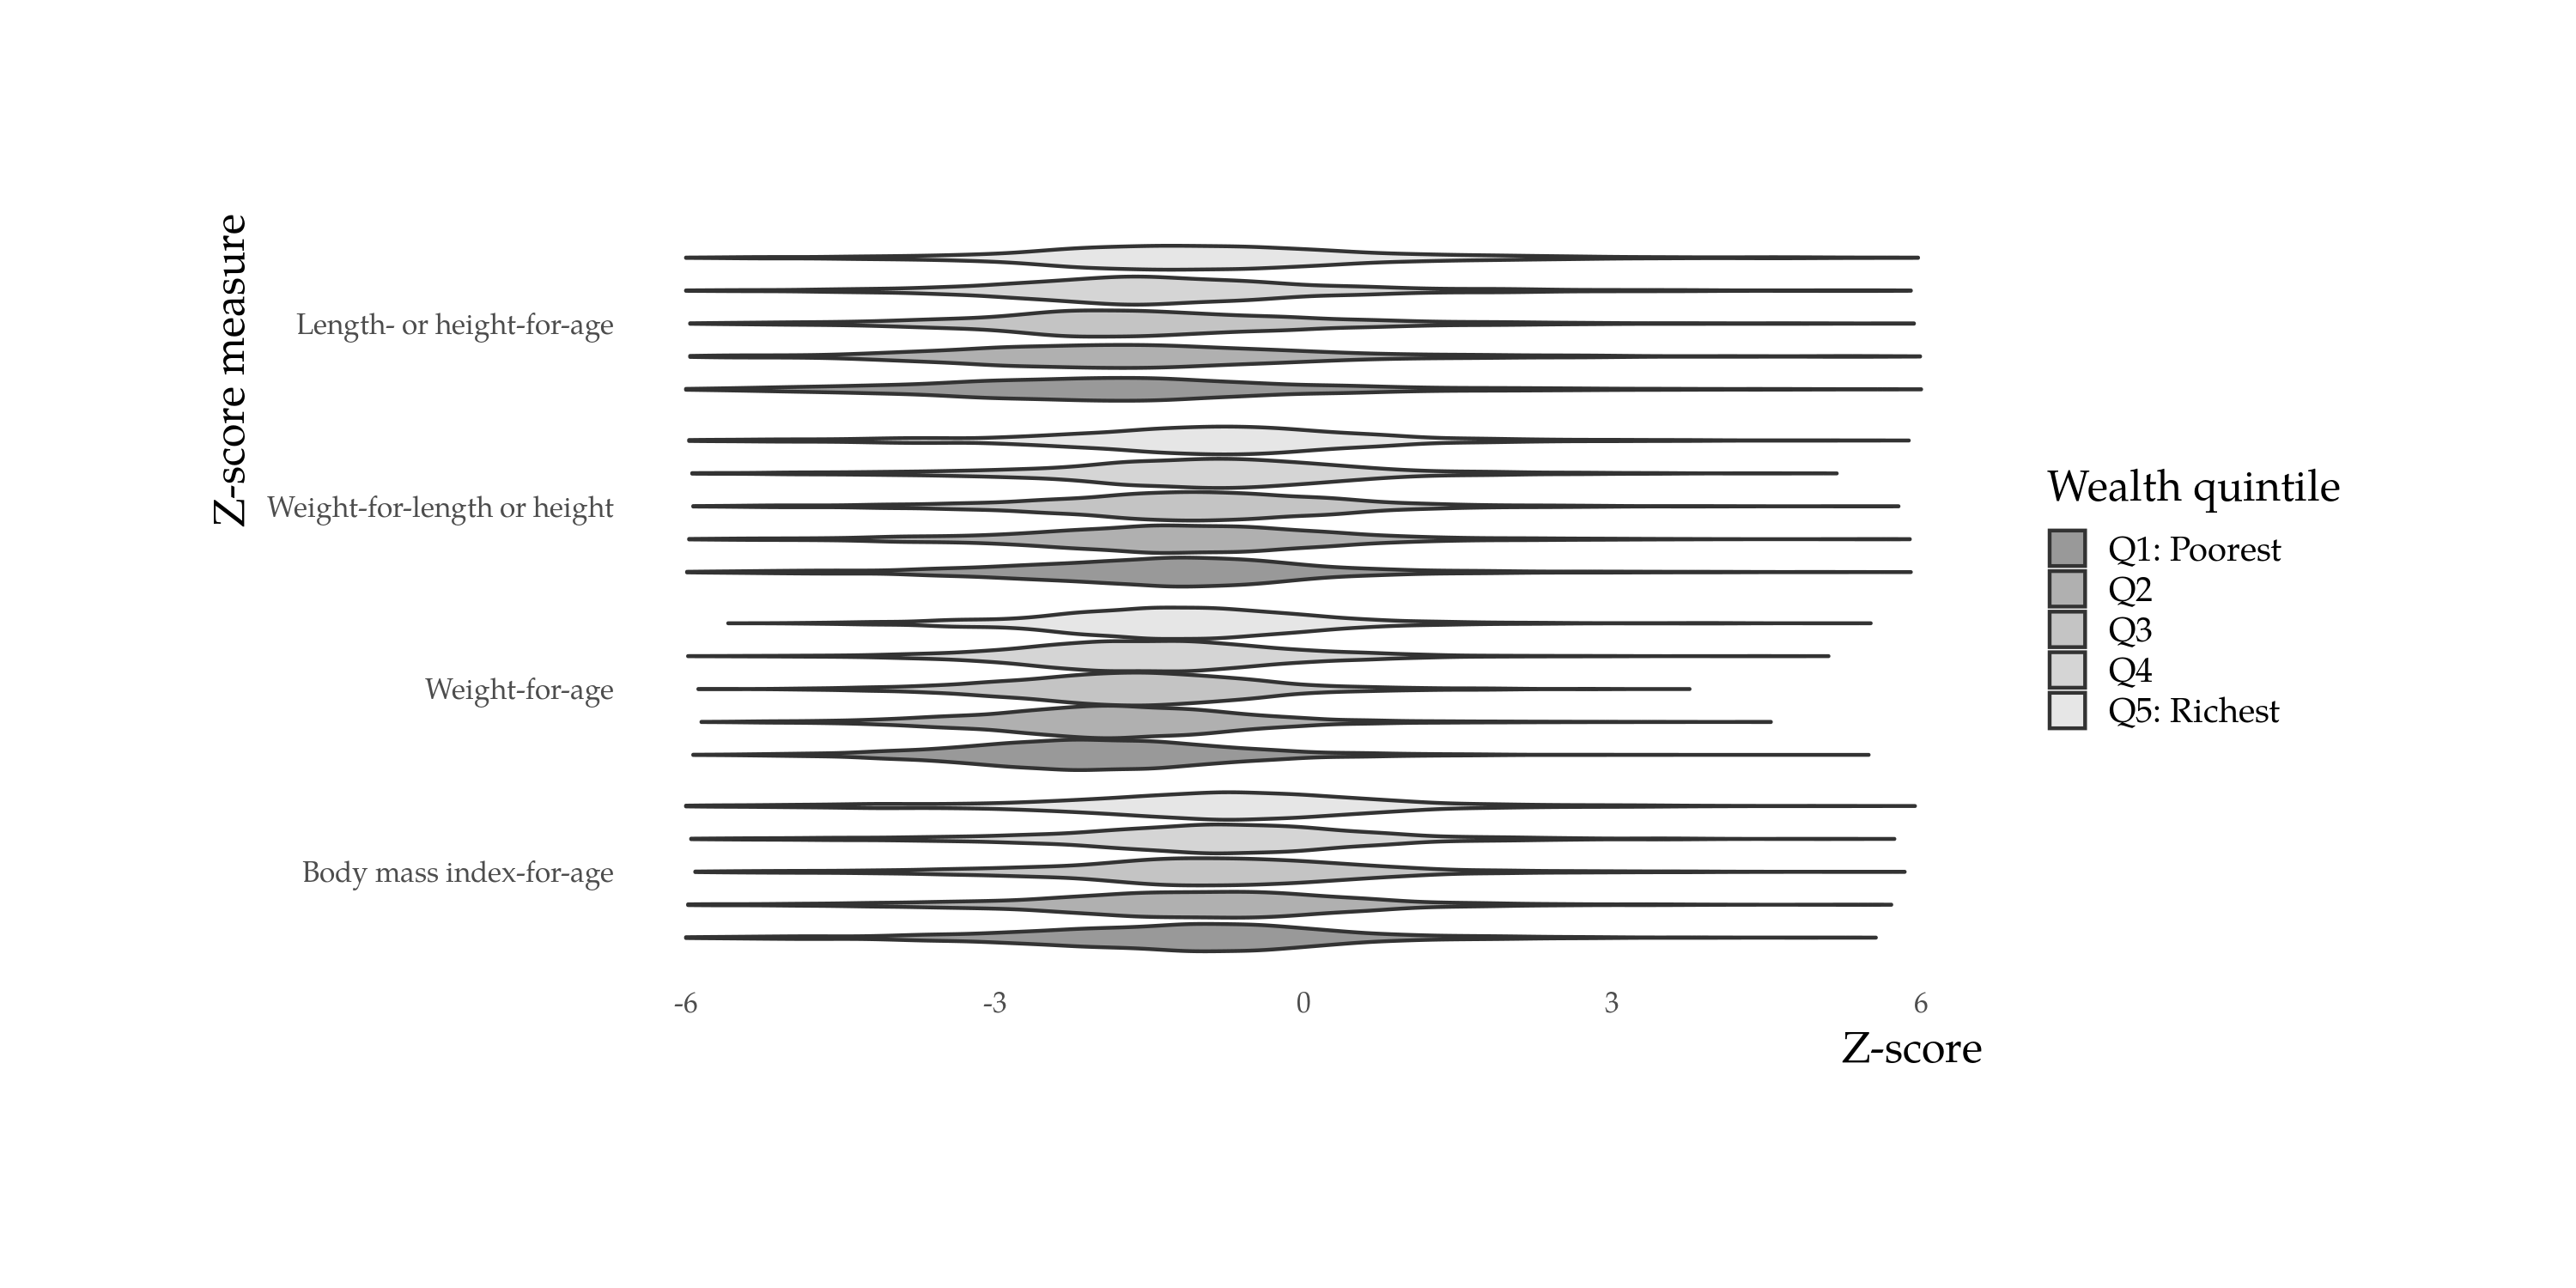 Z-score measure
Length- or height-for-age
Weight-for-length or height
Weight-for-age
Body mass index-for-age
-6
-3
0
3
6
Z-score
Wealth quintile
Q1: Poorest
Q2
Q3
Q4
Q5: Richest